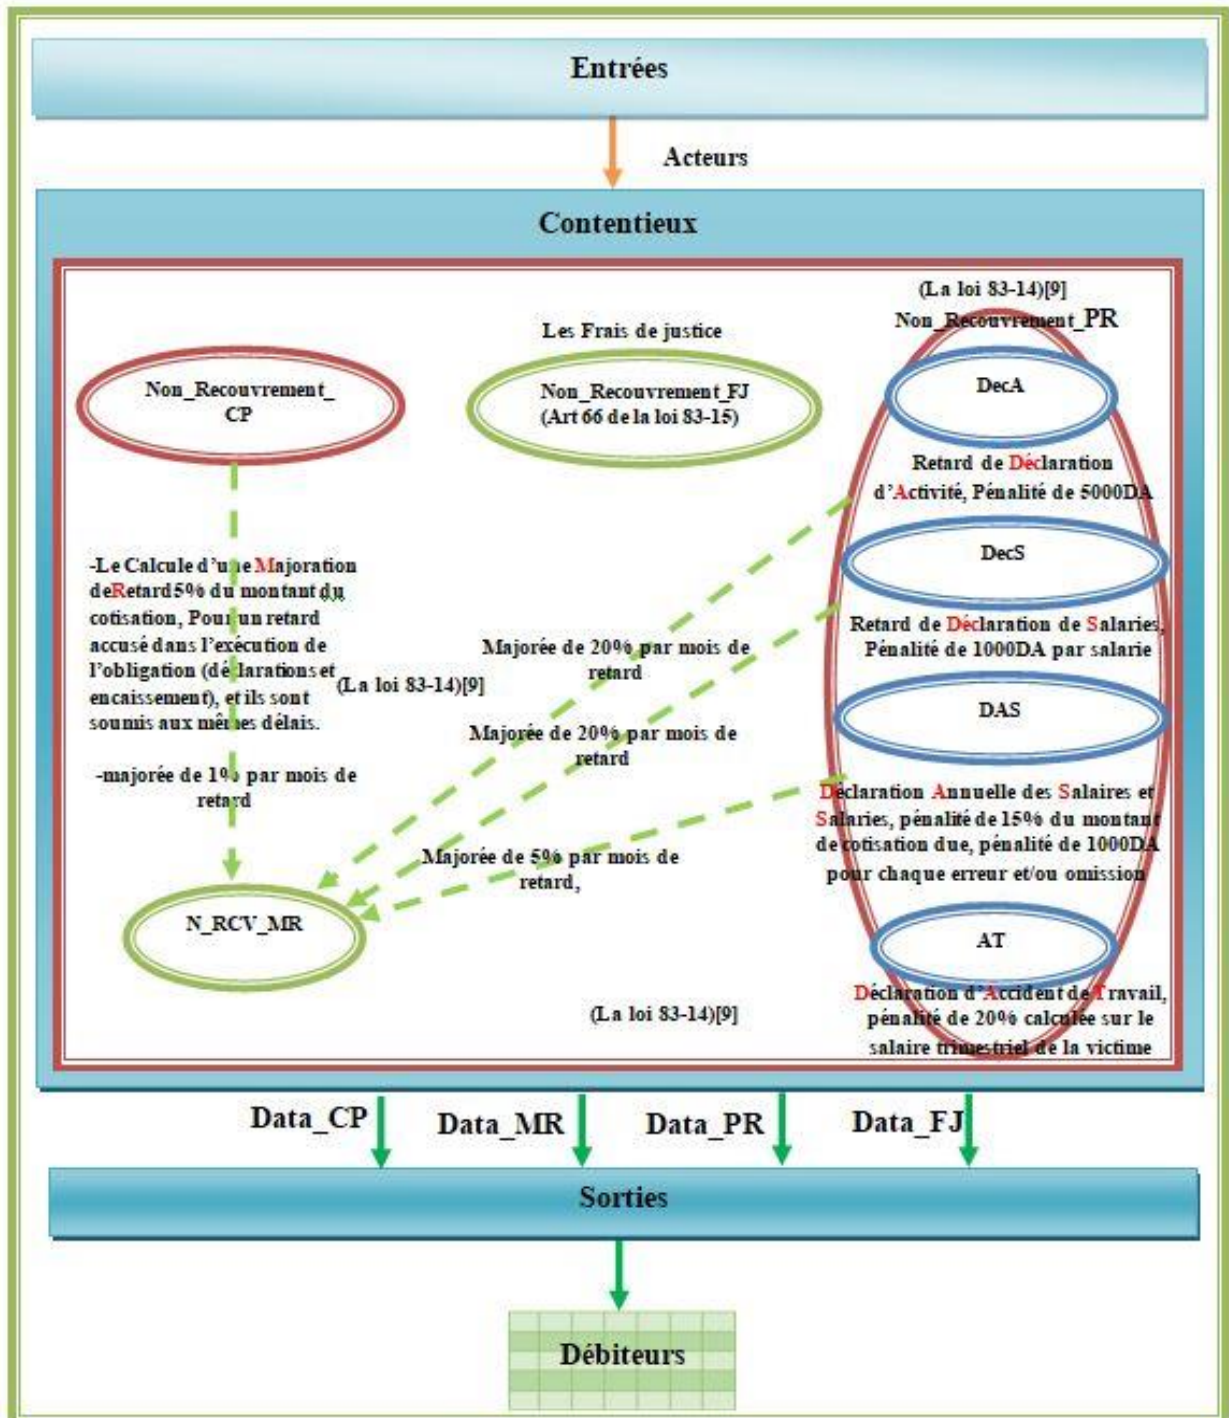 Entrées
Acteurs
Contentieux
Non_Recouvrement_
CP
-Le Calcule d'une Majoration
deRetard5% du montant du
cotisation, Pour un retard
accusé dans l'exécution de
l'obligation (déclarations et
encaissement), et ils sont
soumis aux mêmes délais.
-majorée de 1% par mois de
retard
(La loi 83-14)[9]
N_RCV_MR
Les Frais de justice
Non_Recouvrement_FJ
(Art 66 de la loi 83-15)
Majorée de 20% par mois de
retard
Majorée de 20% par mois de
retard
Majorée de 5% par mois de
retard,
(La loi 83-14)[9]
(La loi 83-14)[9]
Non_Recouvrement_PR
DecA
Retard de Déclaration
d'Activité, Pénalité de 5000DA
DecS
Retard de Déclaration de Salaries,
Pénalité de 1000DA par salarie
DAS
Déclaration Annuelle des Salaires et
Salaries, pénalité de 15% du montant
de cotisation due, pénalité de 1000DA
pour chaque erreur et/ou omission
AT
Déclaration d'Accident de Travail,
pénalité de 20% calculée sur le
salaire trimestriel de la victime
Data_CP
Data_MR
Data_PR
Data_FJ
Sorties
Débiteurs